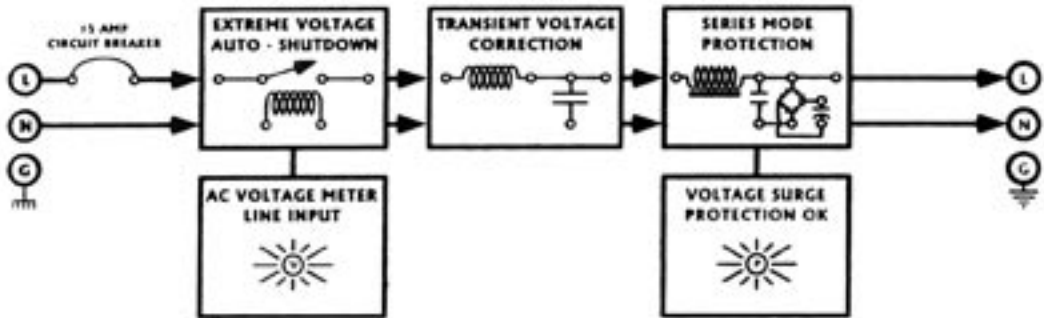 15 AMP
CIRCUIT BREAKER
EXTREME VOLTAGE
AUTO - SHUTDOWN
TRANSIENT VOLTAGE
CORRECTION
SERIES MODE
PROTECTION
L
L
N
N
G
G
AC VOLTAGE METER
LINE INPUT
VOLTAGE SURGE
PROTECTION OK